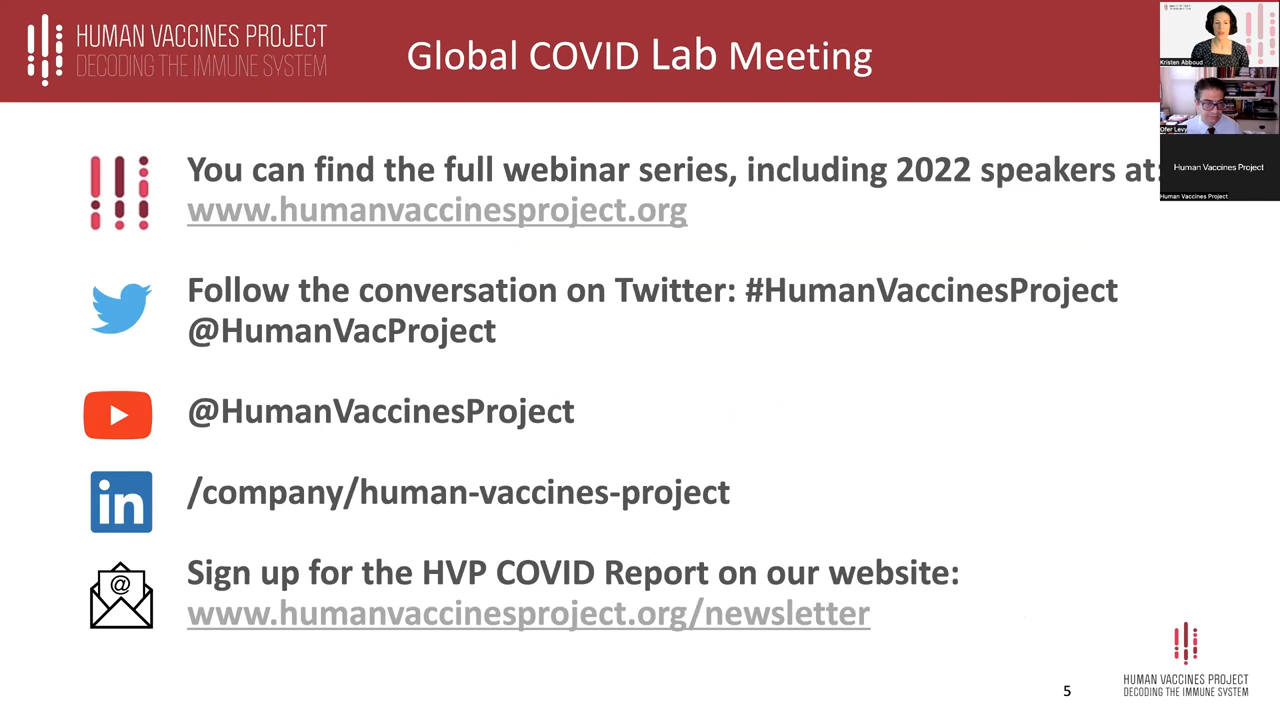 HUMAN VACCINES PROJECT
DECODING THE IMMUNE SYSTEM
Global COVID Lab Meeting
Kristen Abboud
Ofer Levy
Human Vaccines Project
Human Vaccines Project
You can find the full webinar series, including 2022 speakers at:
www.humanvaccinesproject.org
Follow the conversation on Twitter: #HumanVaccinesProject
@HumanVacProject
@HumanVaccinesProject
in
/company/human-vaccines-project
@
Sign up for the HVP COVID Report on our website:
www.humanvaccinesproject.org/newsletter
5
HUMAN VACCINES PROJECT
DECODING THE IMMUNE SYSTEM